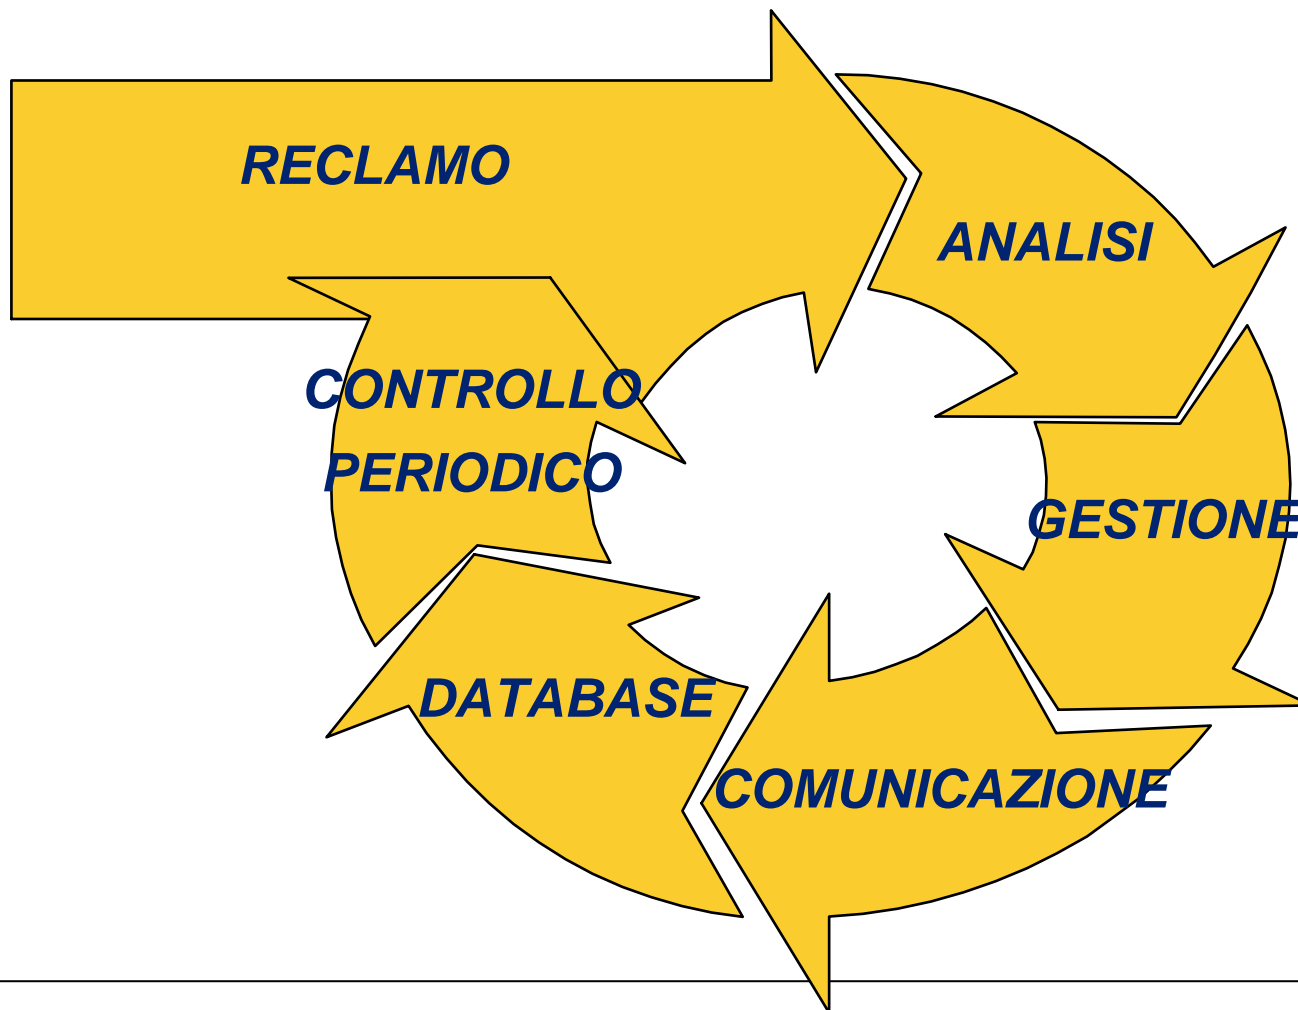 RECLAMO
ANALISI
GESTIONE
COMUNICAZIONE
DATABASE
CONTROLLO
PERIODICO